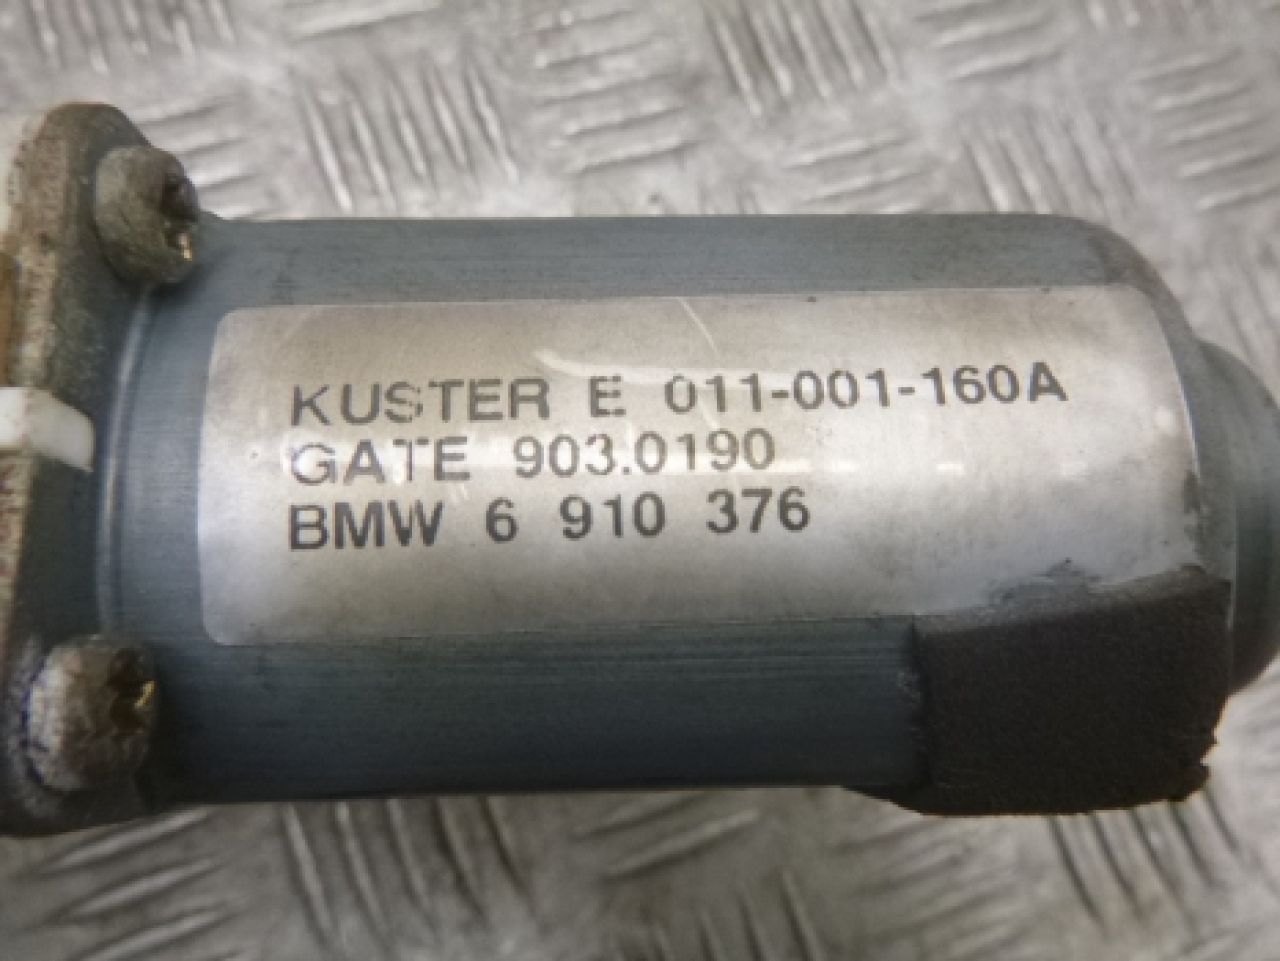 KUSTER E 011-001-160A
GATE 903.0190
BMW 6 910 376